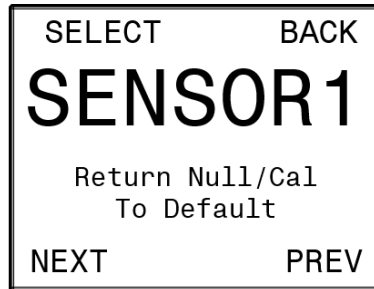 SELECT BACK
SENSOR1
Return Null/Cal
To Default
NEXT PREV